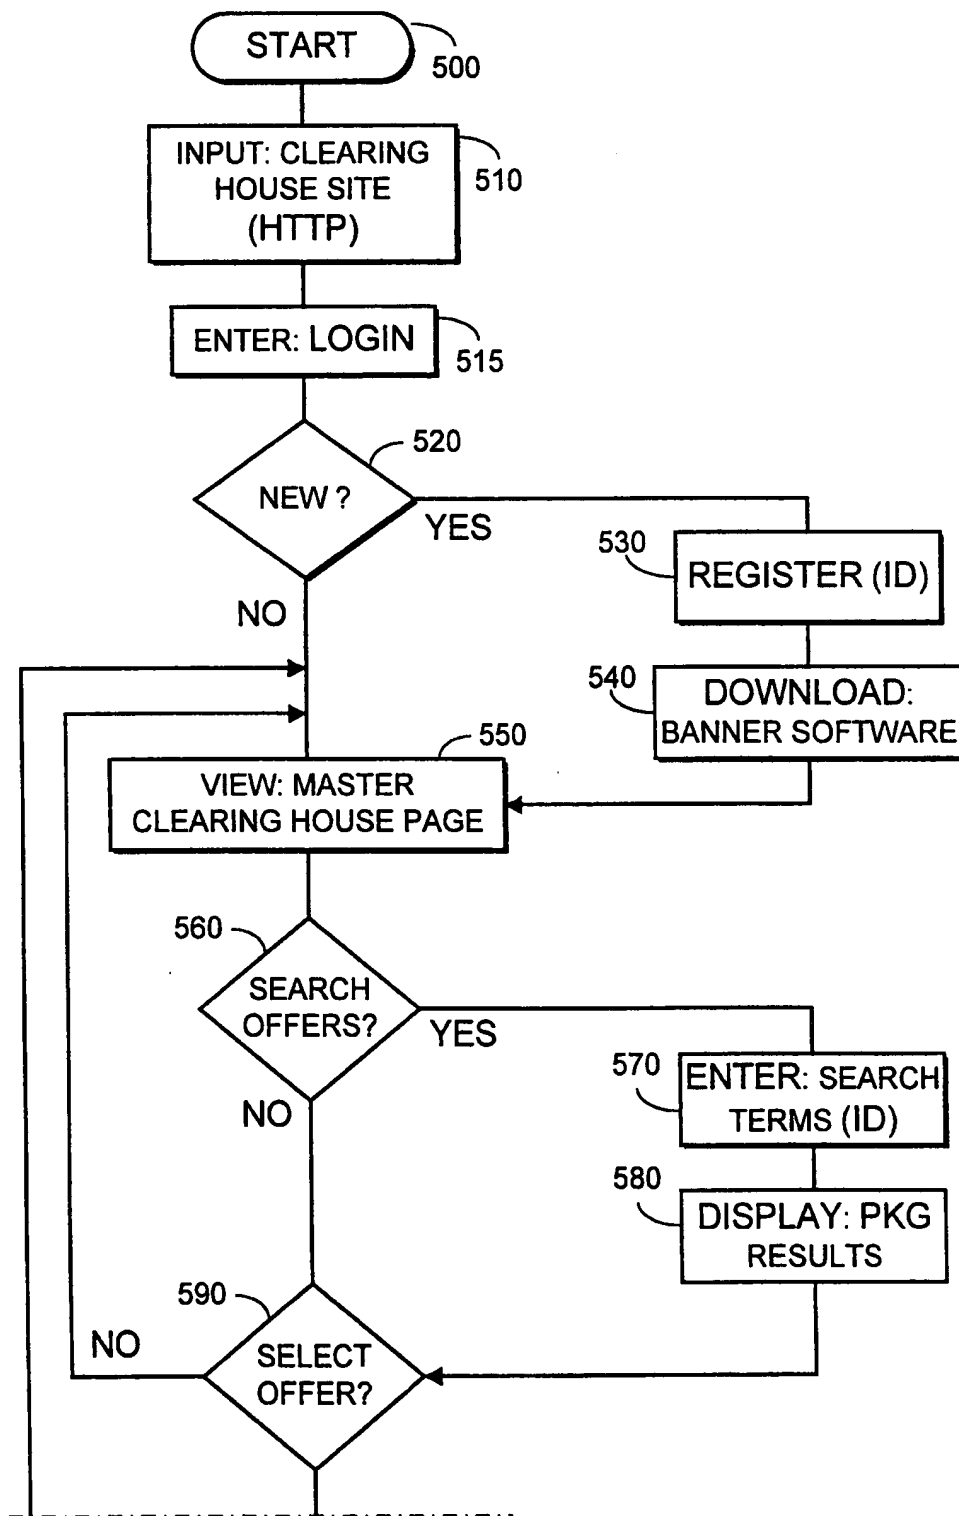 START
500
INPUT: CLEARING
HOUSE SITE
(HTTP)
510
ENTER: LOGIN
515
520
NEW ?
YES
NO
530
REGISTER (ID)
540
DOWNLOAD:
BANNER SOFTWARE
550
VIEW: MASTER
CLEARING HOUSE PAGE
560
SEARCH
OFFERS?
YES
NO
570
ENTER: SEARCH
TERMS (ID)
580
DISPLAY: PKG
RESULTS
590
NO
SELECT
OFFER?